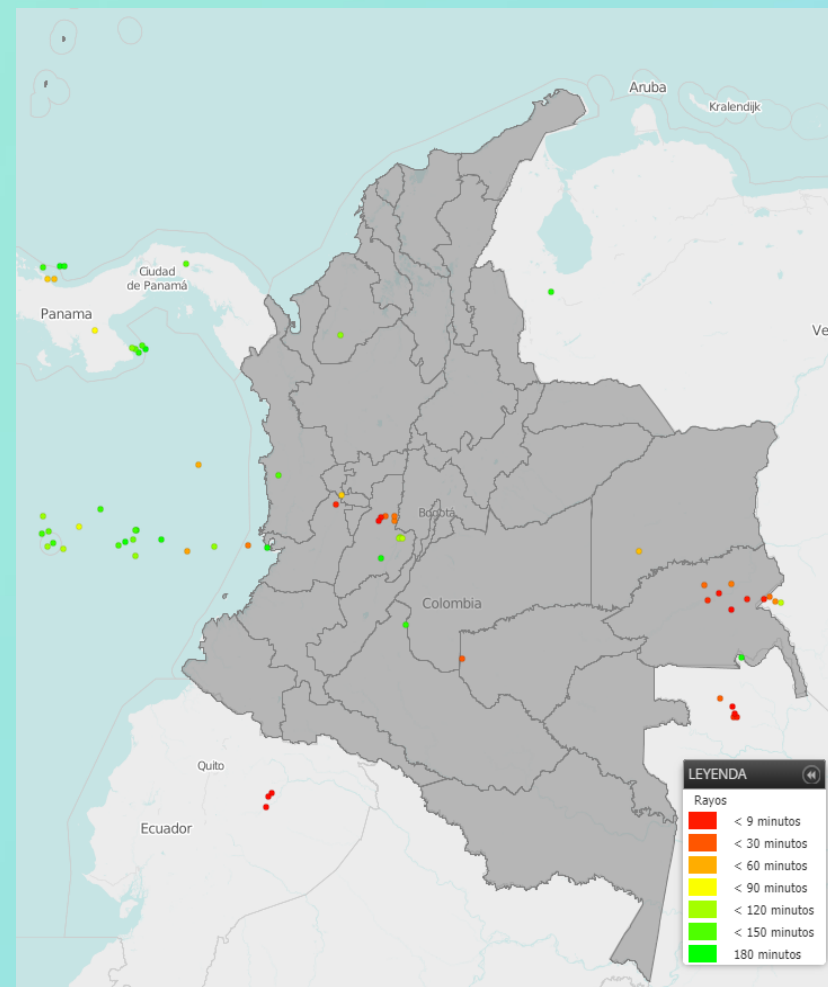 Aruba
Kralendijk
Ciudad
de Panamá
Panama
Ve
Bogotá
Colombia
Quito
Ecuador
LEYENDA
Rayos
< 9 minutos
< 30 minutos
< 60 minutos
< 90 minutos
< 120 minutos
< 150 minutos
180 minutos